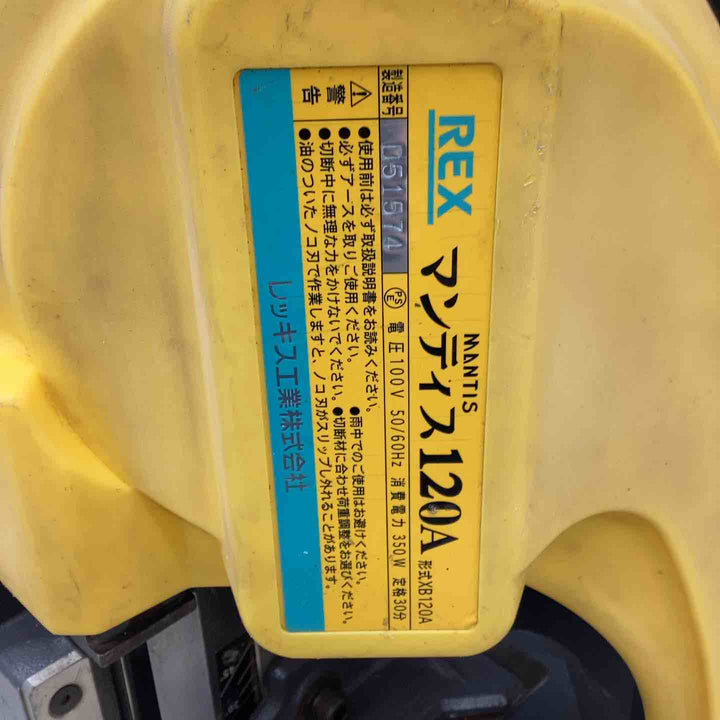 REX マンティス120A 形式XB120A
MANTIS
製造番号 D51574 PSE 電圧100V 50/60Hz 消費電力350W 定格30分
⚠警告
●使用前は必ず取扱説明書をお読みください。
●必ずアースを取りご使用ください。 ●雨中でのご使用はお避けください。
●切断中に無理な力をかけないでください。 ●切断材に合わせ荷重調整をお選びください。
●油のついたノコ刃で作業しますと、ノコ刃がスリップし外れることがあります。
レッキス工業株式会社